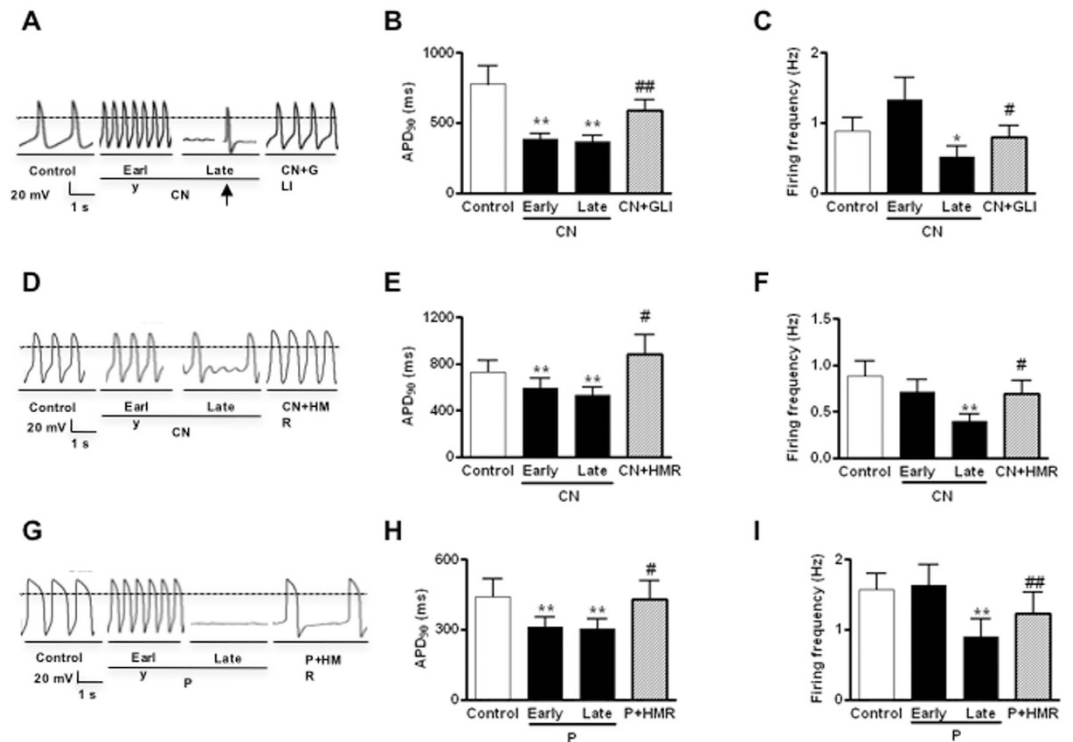 A
Control
Earl
y
Late
CN+G
LI
CN
20 mV
1 s
B
APD90 (ms)
1000
500
0
**
**
##
Control Early Late CN+GLI
CN
C
Firing frequency (Hz)
2
1
0
*
#
Control Early Late CN+GLI
CN
D
Control
Earl
y
Late
CN+HM
R
CN
20 mV
1 s
E
APD90 (ms)
1200
800
400
0
**
**
#
Control Early Late CN+HMR
CN
F
Firing frequency (Hz)
1.5
1.0
0.5
0.0
**
#
Control Early Late CN+HMR
CN
G
Control
Earl
y
Late
P+HM
R
P
20 mV
1 s
H
APD90 (ms)
600
300
0
**
**
#
Control Early Late P+HMR
P
I
Firing frequency (Hz)
2
1
0
**
##
Control Early Late P+HMR
P